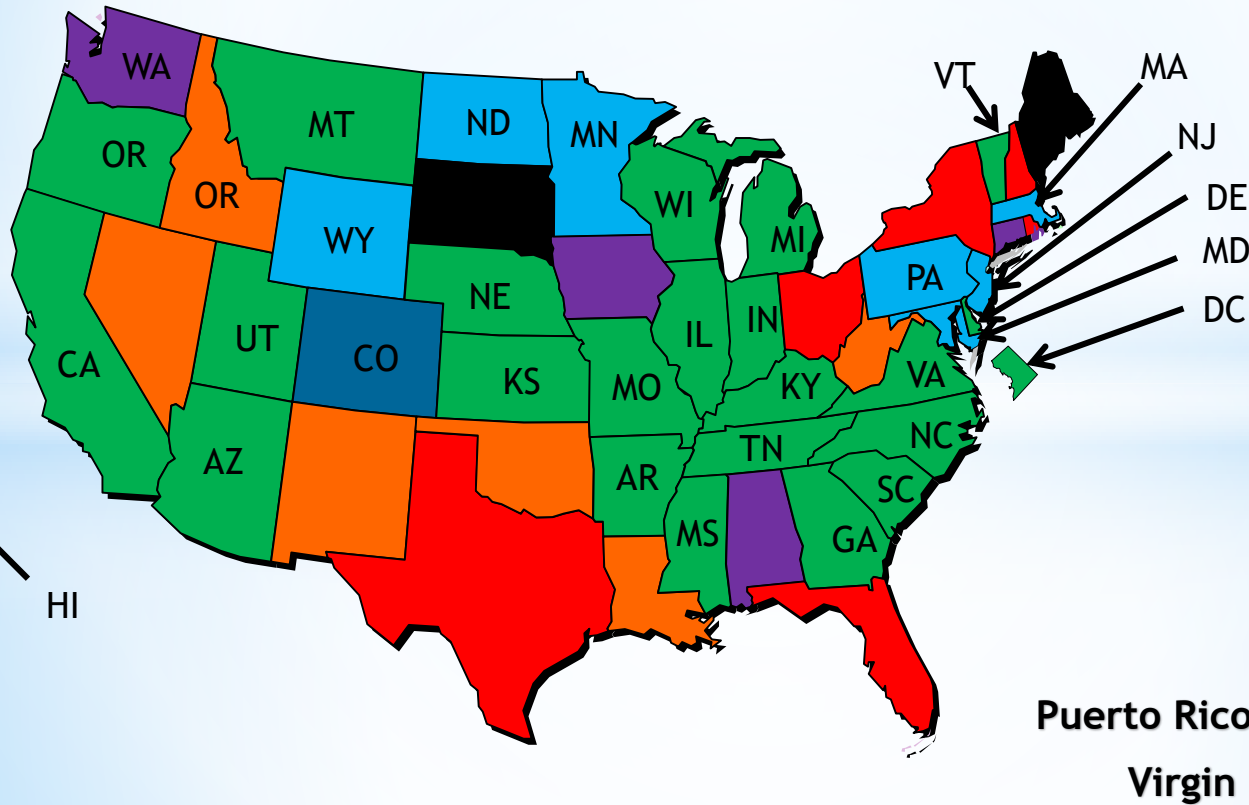 WA
VT
MA
MT
ND
MN
NJ
OR
OR
WI
DE
WY
MI
MD
PA
NE
DC
UT
CO
IL
IN
CA
KS
MO
KY
VA
AZ
TN
NC
AR
SC
MS
GA
HI
Puerto Rico
Virgin